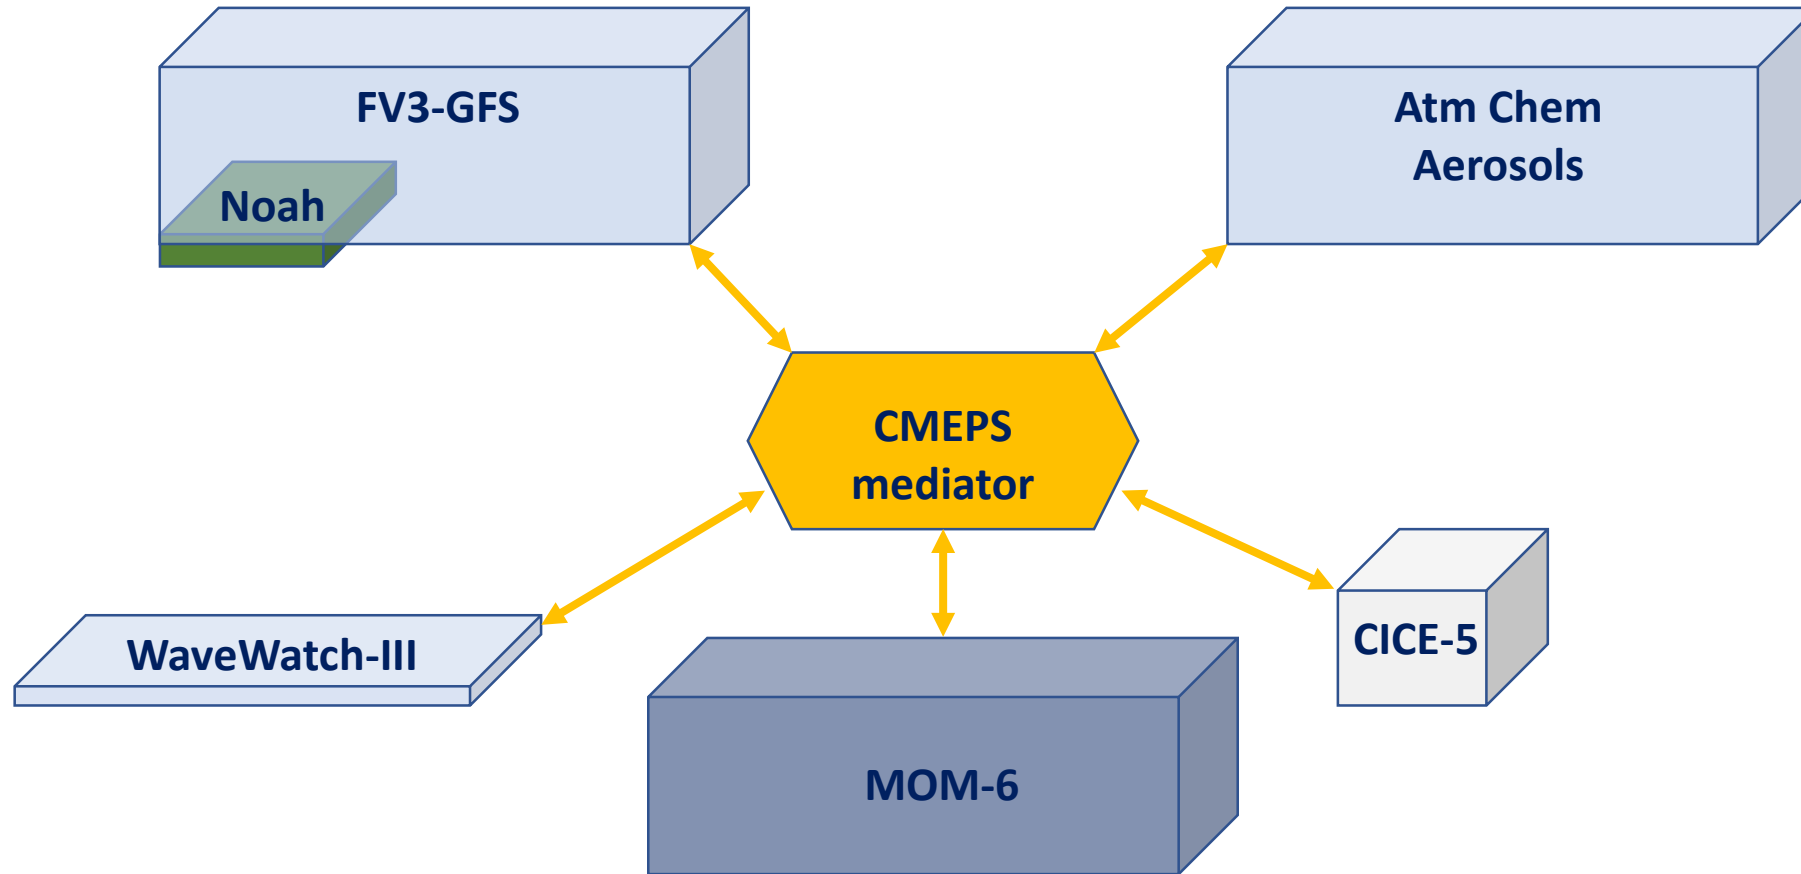 FV3-GFS
Noah
Atm Chem
Aerosols
CMEPS
mediator
WaveWatch-III
MOM-6
CICE-5